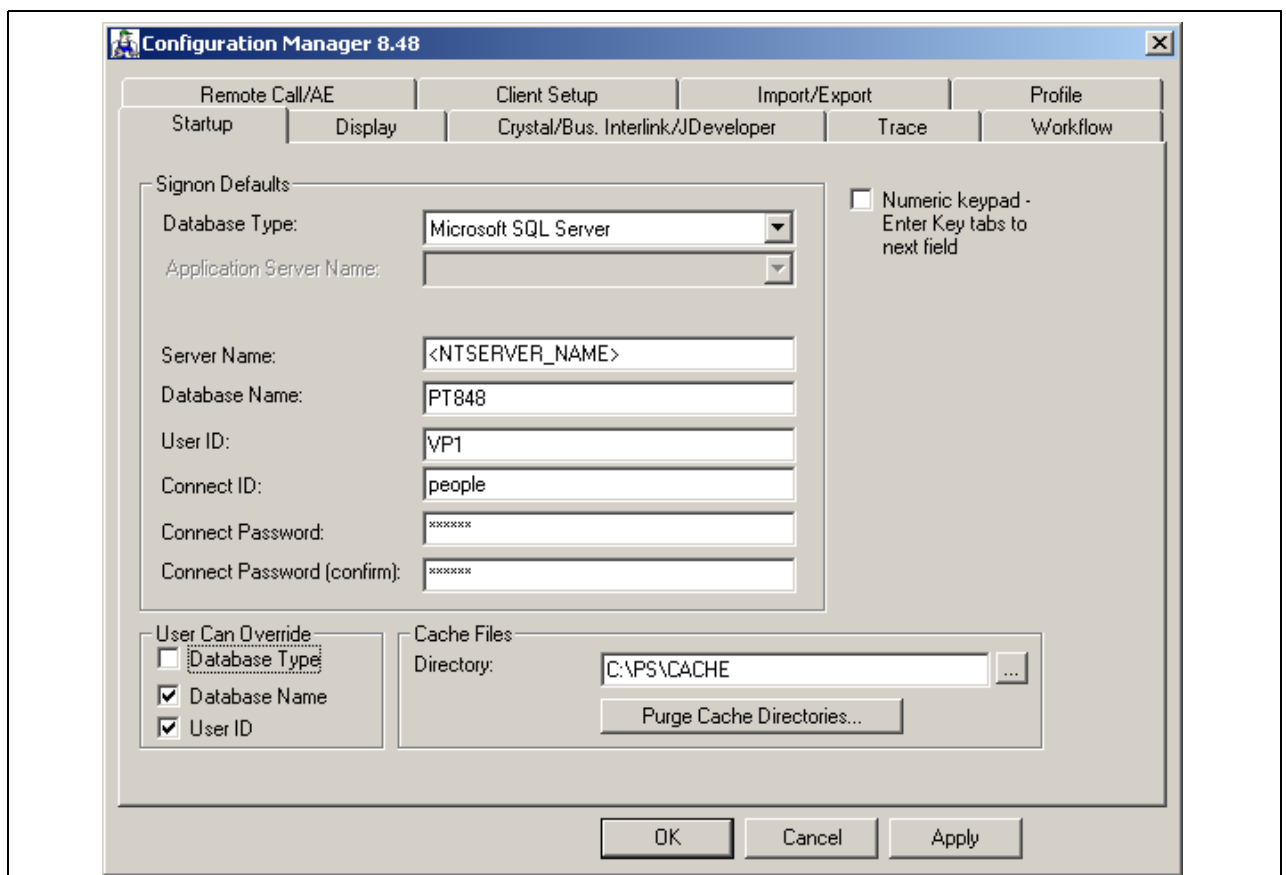 Configuration Manager 8.48
Remote Call/AE
Client Setup
Import/Export
Profile
Startup
Display
Crystal/Bus. Interlink/JDeveloper
Trace
Workflow
Signon Defaults
Database Type:
Microsoft SQL Server
Numeric keypad -
Enter Key tabs to
next field
Application Server Name:
Server Name:
<NTSERVER_NAME>
Database Name:
PT848
User ID:
VP1
Connect ID:
people
Connect Password:
××××××
Connect Password (confirm):
××××××
User Can Override
Database Type
Database Name
User ID
Cache Files
Directory:
C:\PS\CACHE
...
Purge Cache Directories...
OK
Cancel
Apply